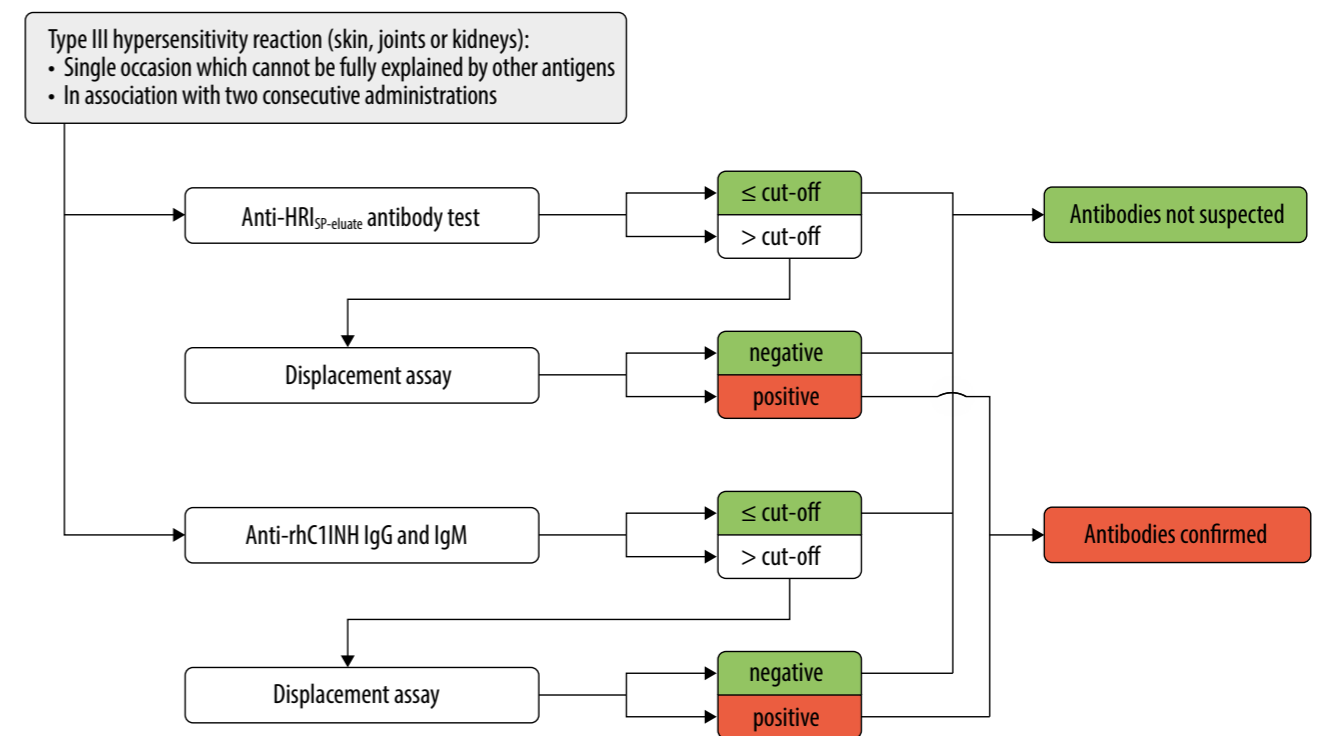 Type III hypersensitivity reaction (skin, joints or kidneys):
• Single occasion which cannot be fully explained by other antigens
• In association with two consecutive administrations
Anti-HRISP-eluate antibody test
≤ cut-off
> cut-off
Antibodies not suspected
Displacement assay
negative
positive
Anti-rhC1INH IgG and IgM
≤ cut-off
> cut-off
Antibodies confirmed
Displacement assay
negative
positive